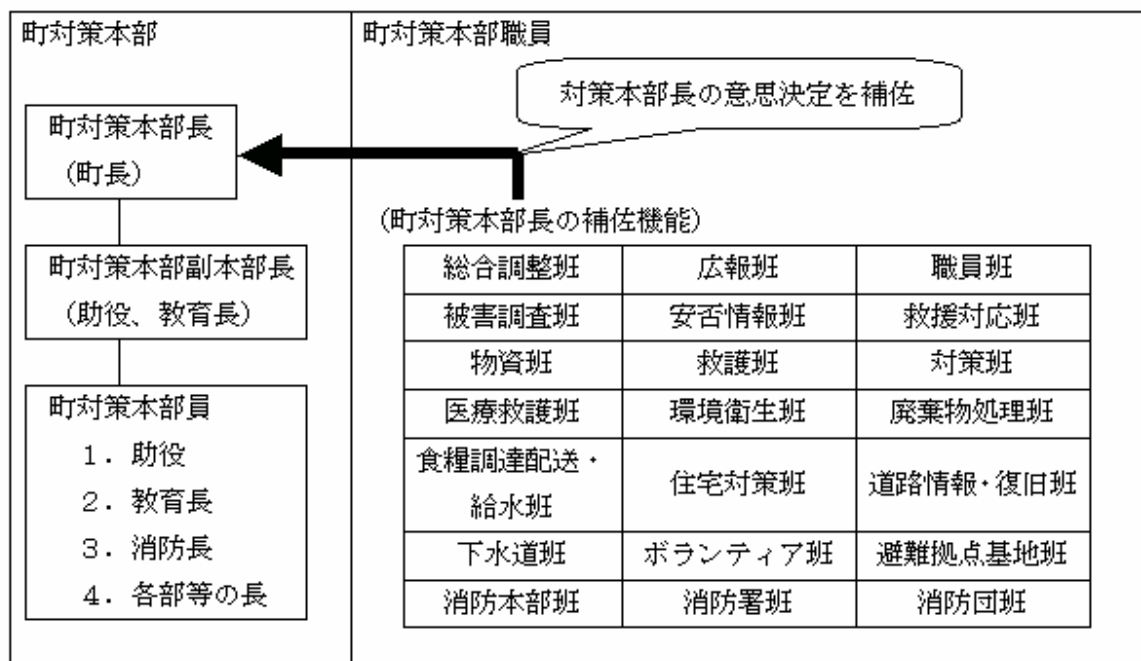 町対策本部
町対策本部長
(町長)
町対策本部副本部長
(助役、教育長)
町対策本部員
1. 助役
2. 教育長
3. 消防長
4. 各部等の長
町対策本部職員
対策本部長の意思決定を補佐
(町対策本部長の補佐機能)
総合調整班 広報班 職員班
被害調査班 安否情報班 救援対応班
物資班 救護班 対策班
医療救護班 環境衛生班 廃棄物処理班
食糧調達配送・
給水班 住宅対策班 道路情報・復旧班
下水道班 ボランティア班 避難拠点基地班
消防本部班 消防署班 消防団班